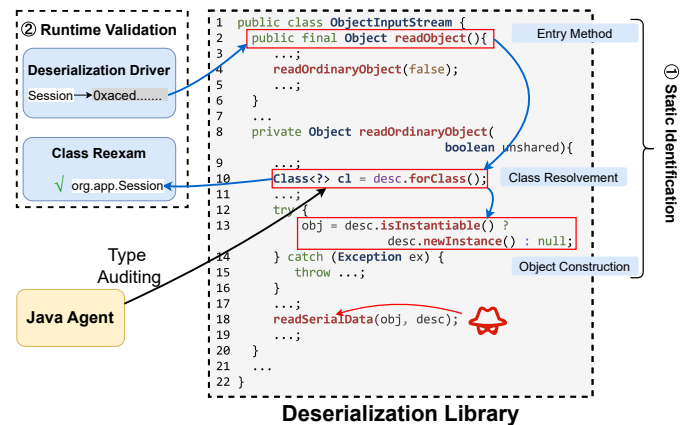 ② Runtime Validation
Deserialization Driver
Session
0xaced.......
Class Reexam
√ org.app.Session
Type
Auditing
Java Agent
1 public class ObjectInputStream {
2 public final Object readObject(){
3 ...;
4 readOrdinaryObject(false);
5 ...;
6 }
7 ...
8 private Object readOrdinaryObject(
boolean unshared){
9 ...;
10 Class<?> cl = desc.forClass();
11 ...;
12 try {
13 obj = desc.isInstantiable() ?
desc.newInstance() : null;
14 } catch (Exception ex) {
15 throw ...;
16 }
17 ...;
18 readSerialData(obj, desc);
19 ...;
20 }
21 ...
22 }
Entry Method
Class Resolvement
Object Construction
① Static Identification
Deserialization Library